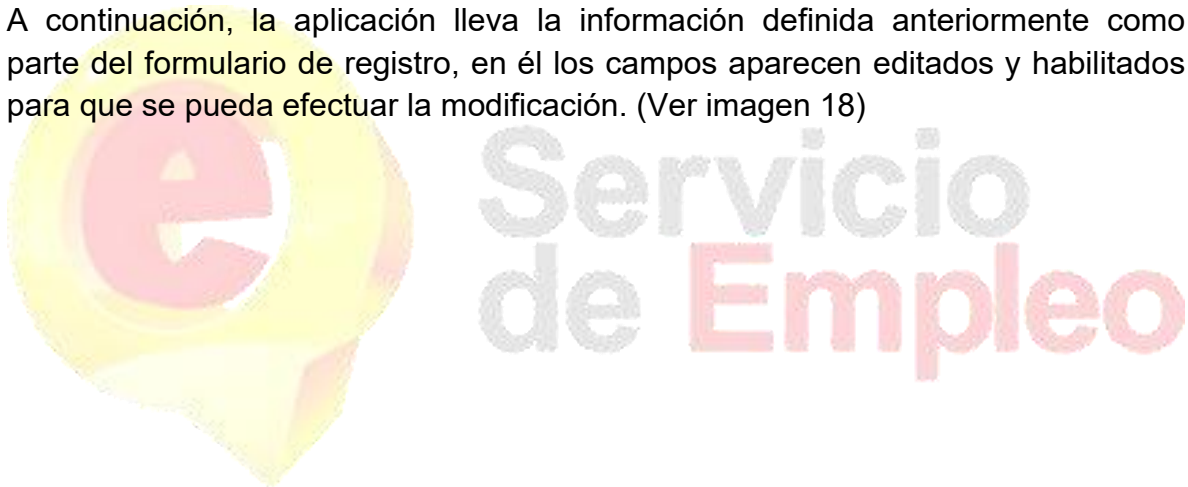 A continuación, la aplicación lleva la información definida anteriormente como
parte del formulario de registro, en él los campos aparecen editados y habilitados
para que se pueda efectuar la modificación. (Ver imagen 18)
e
Servicio
de Empleo